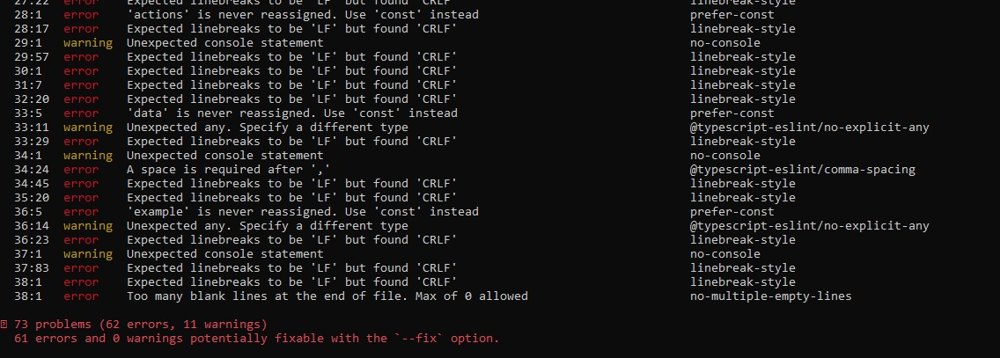 27:22 error Expected linebreaks to be 'LF' but found 'CRLF' linebreak-style
28:1 error 'actions' is never reassigned. Use 'const' instead prefer-const
28:17 error Expected linebreaks to be 'LF' but found 'CRLF' linebreak-style
29:1 warning Unexpected console statement no-console
29:57 error Expected linebreaks to be 'LF' but found 'CRLF' linebreak-style
30:1 error Expected linebreaks to be 'LF' but found 'CRLF' linebreak-style
31:7 error Expected linebreaks to be 'LF' but found 'CRLF' linebreak-style
32:20 error Expected linebreaks to be 'LF' but found 'CRLF' linebreak-style
33:5 error 'data' is never reassigned. Use 'const' instead prefer-const
33:11 warning Unexpected any. Specify a different type @typescript-eslint/no-explicit-any
33:29 error Expected linebreaks to be 'LF' but found 'CRLF' linebreak-style
34:1 warning Unexpected console statement no-console
34:24 error A space is required after ',' @typescript-eslint/comma-spacing
34:45 error Expected linebreaks to be 'LF' but found 'CRLF' linebreak-style
35:20 error Expected linebreaks to be 'LF' but found 'CRLF' linebreak-style
36:5 error 'example' is never reassigned. Use 'const' instead prefer-const
36:14 warning Unexpected any. Specify a different type @typescript-eslint/no-explicit-any
36:23 error Expected linebreaks to be 'LF' but found 'CRLF' linebreak-style
37:1 warning Unexpected console statement no-console
37:83 error Expected linebreaks to be 'LF' but found 'CRLF' linebreak-style
38:1 error Expected linebreaks to be 'LF' but found 'CRLF' linebreak-style
38:1 error Too many blank lines at the end of file. Max of 0 allowed no-multiple-empty-lines
73 problems (62 errors, 11 warnings)
61 errors and 0 warnings potentially fixable with the `--fix` option.